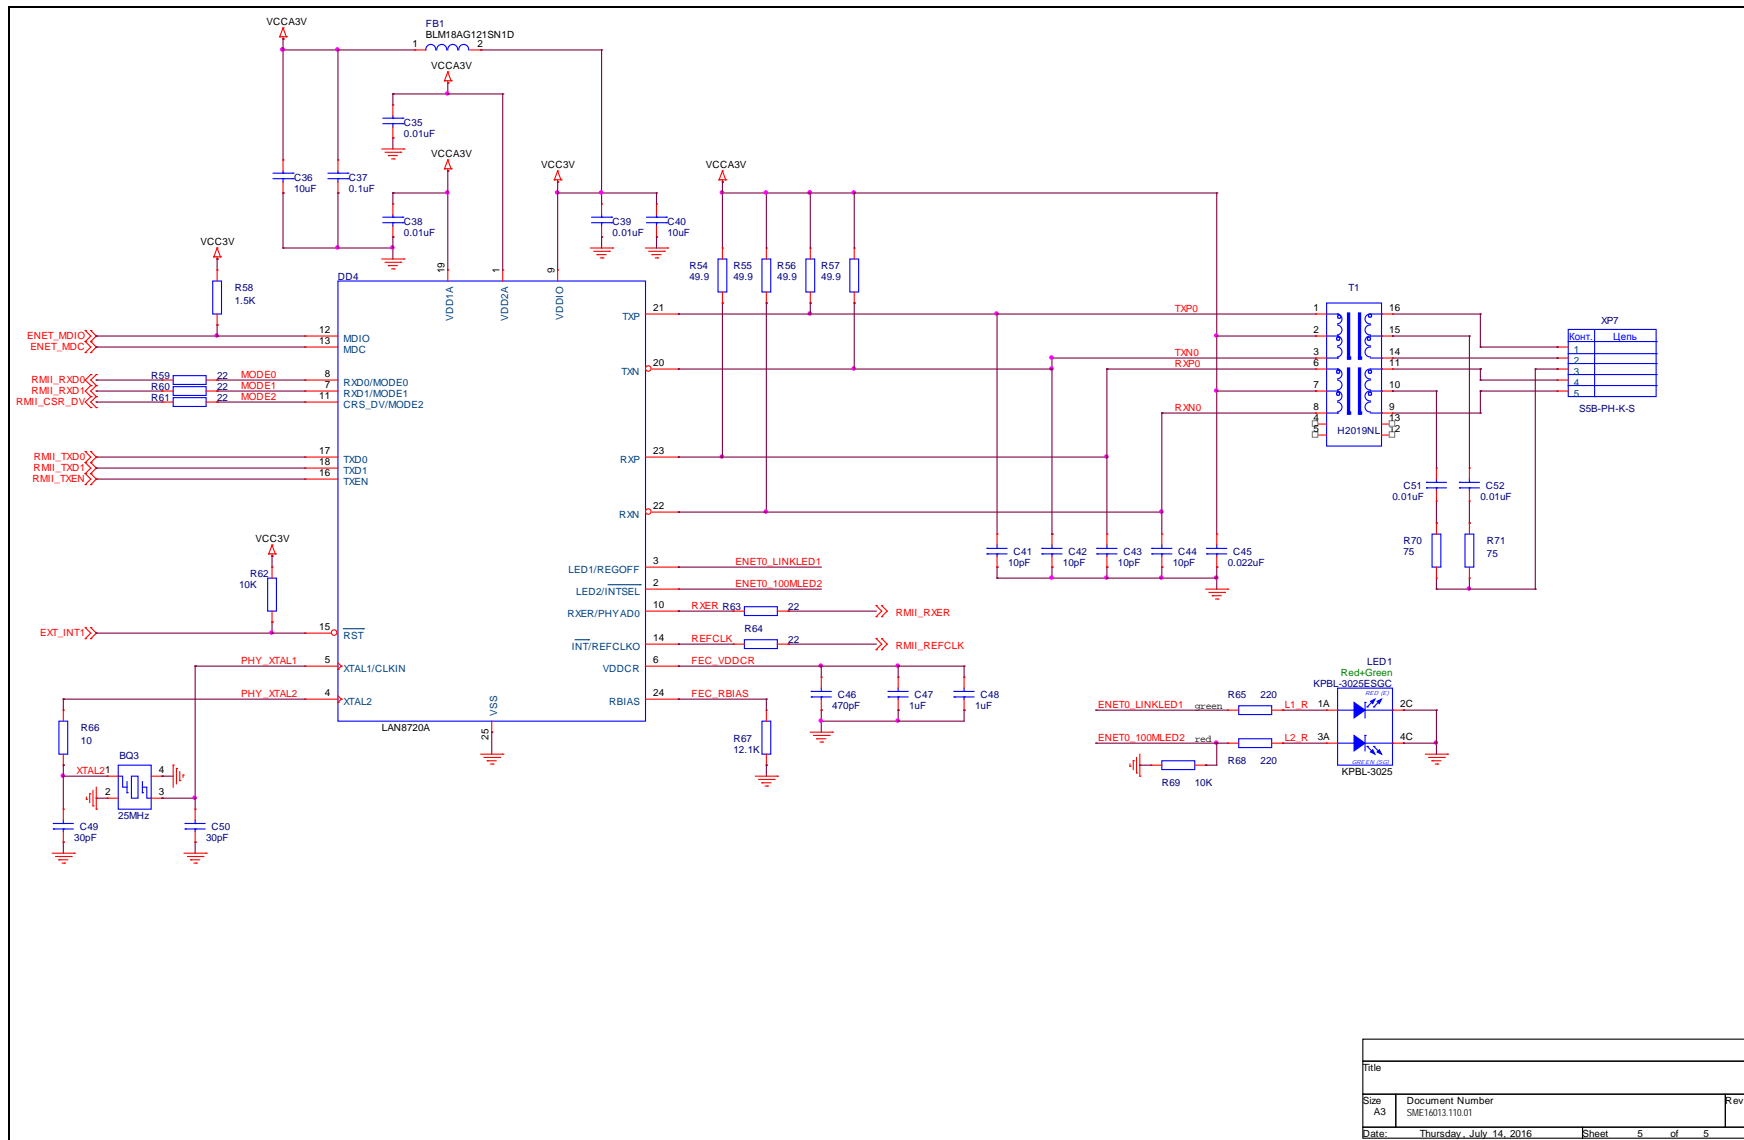 VCCA3V
FB1
BLM18AG121SN1D
1 2
VCCA3V
C35
0.01uF
VCCA3V
VCC3V
VCCA3V
C36
10uF
C37
0.1uF
C38
0.01uF
C39
0.01uF
C40
10uF
VCC3V
R58
1.5K
R54
49.9
R55
49.9
R56
49.9
R57
49.9
DD4
19
1
9
VDD1A
VDD2A
VDDIO
ENET_MDIO 12 MDIO
ENET_MDC 13 MDC
RMII_RXD0 R59 22 MODE0 8 RXD0/MODE0
RMII_RXD1 R60 22 MODE1 7 RXD1/MODE1
RMII_CSR_DV R61 22 MODE2 11 CRS_DV/MODE2
RMII_TXD0 17 TXD0
RMII_TXD1 18 TXD1
RMII_TXEN 16 TXEN
VCC3V
R62
10K
EXT_INT1 15 RST
PHY_XTAL1 5 XTAL1/CLKIN
PHY_XTAL2 4 XTAL2
TXP 21 TXP0
TXN 20 TXN0
RXP 23 RXP0
RXN 22 RXN0
LED1/REGOFF 3 ENET0_LINKLED1
LED2/INTSEL 2 ENET0_100MLED2
RXER/PHYAD0 10 RXER R63 22 RMII_RXER
INT/REFCLKO 14 REFCLK R64 22 RMII_REFCLK
VDDCR 6 FEC_VDDCR
RBIAS 24 FEC_RBIAS
VSS
25
LAN8720A
R66
10
BQ3
XTAL2 1 4
2 3
25MHz
C49
30pF
C50
30pF
C46
470pF
C47
1uF
C48
1uF
R67
12.1K
C41
10pF
C42
10pF
C43
10pF
C44
10pF
C45
0.022uF
T1
1 16
2 15
3 14
6 11
7 10
8 9
4 13
5 12
H2019NL
XP7
Конт. Цепь
1
2
3
4
5
S5B-PH-K-S
C51
0.01uF
C52
0.01uF
R70
75
R71
75
LED1
Red+Green
KPBL-3025ESGC
RED (E)
ENET0_LINKLED1 green R65 220 L1_R 1A 2C
ENET0_100MLED2 red R68 220 L2_R 3A 4C
GREEN (SG)
KPBL-3025
R69 10K
Title
Size
A3
Document Number
SME16013.110.01
Rev
Date: Thursday, July 14, 2016 Sheet 5 of 5